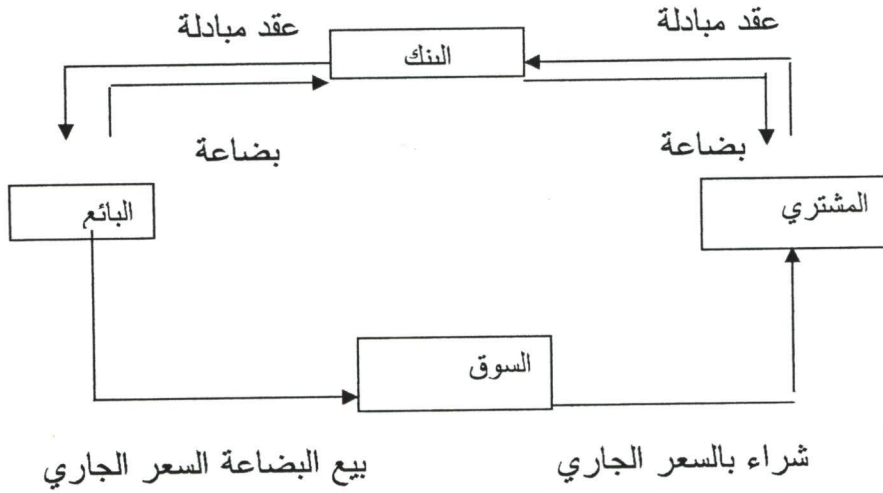 عقد مبادلة
عقد مبادلة
البنك
بضاعة
بضاعة
المشتري
البائع
السوق
شراء بالسعر الجاري
بيع البضاعة السعر الجاري